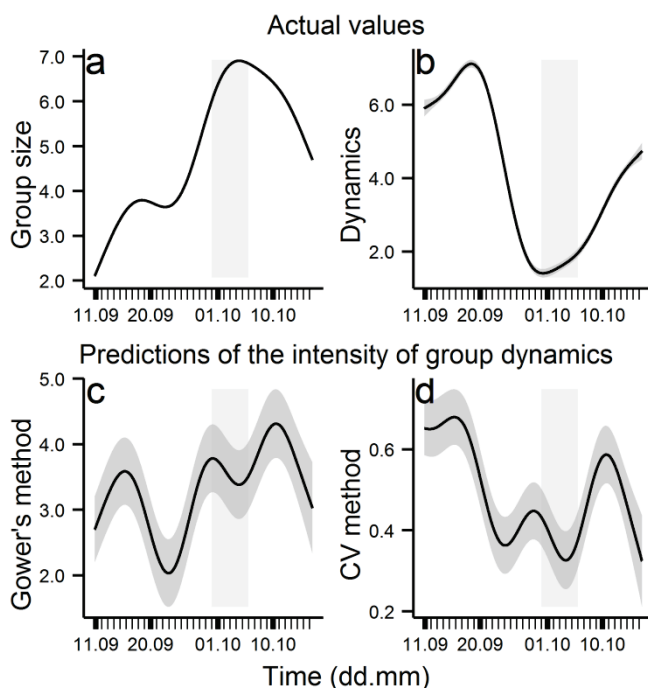 Actual values
a
b
Group size
7.0
6.0
5.0
4.0
3.0
2.0
11.09 20.09 01.10 10.10
Dynamics
6.0
4.0
2.0
11.09 20.09 01.10 10.10
Predictions of the intensity of group dynamics
c
d
Gower's method
5.0
4.0
3.0
2.0
11.09 20.09 01.10 10.10
CV method
0.6
0.4
0.2
11.09 20.09 01.10 10.10
Time (dd.mm)